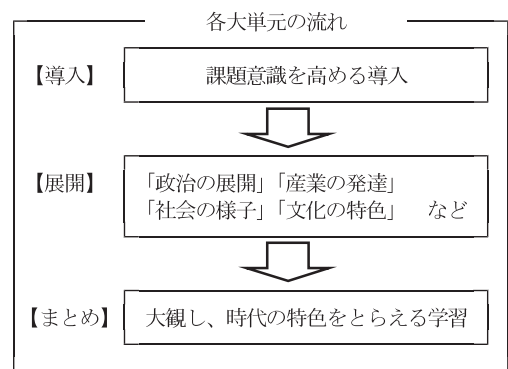 各大単元の流れ
【導入】
課題意識を高める導入
【展開】
「政治の展開」「産業の発達」
「社会の様子」「文化の特色」　など
【まとめ】
大観し、時代の特色をとらえる学習